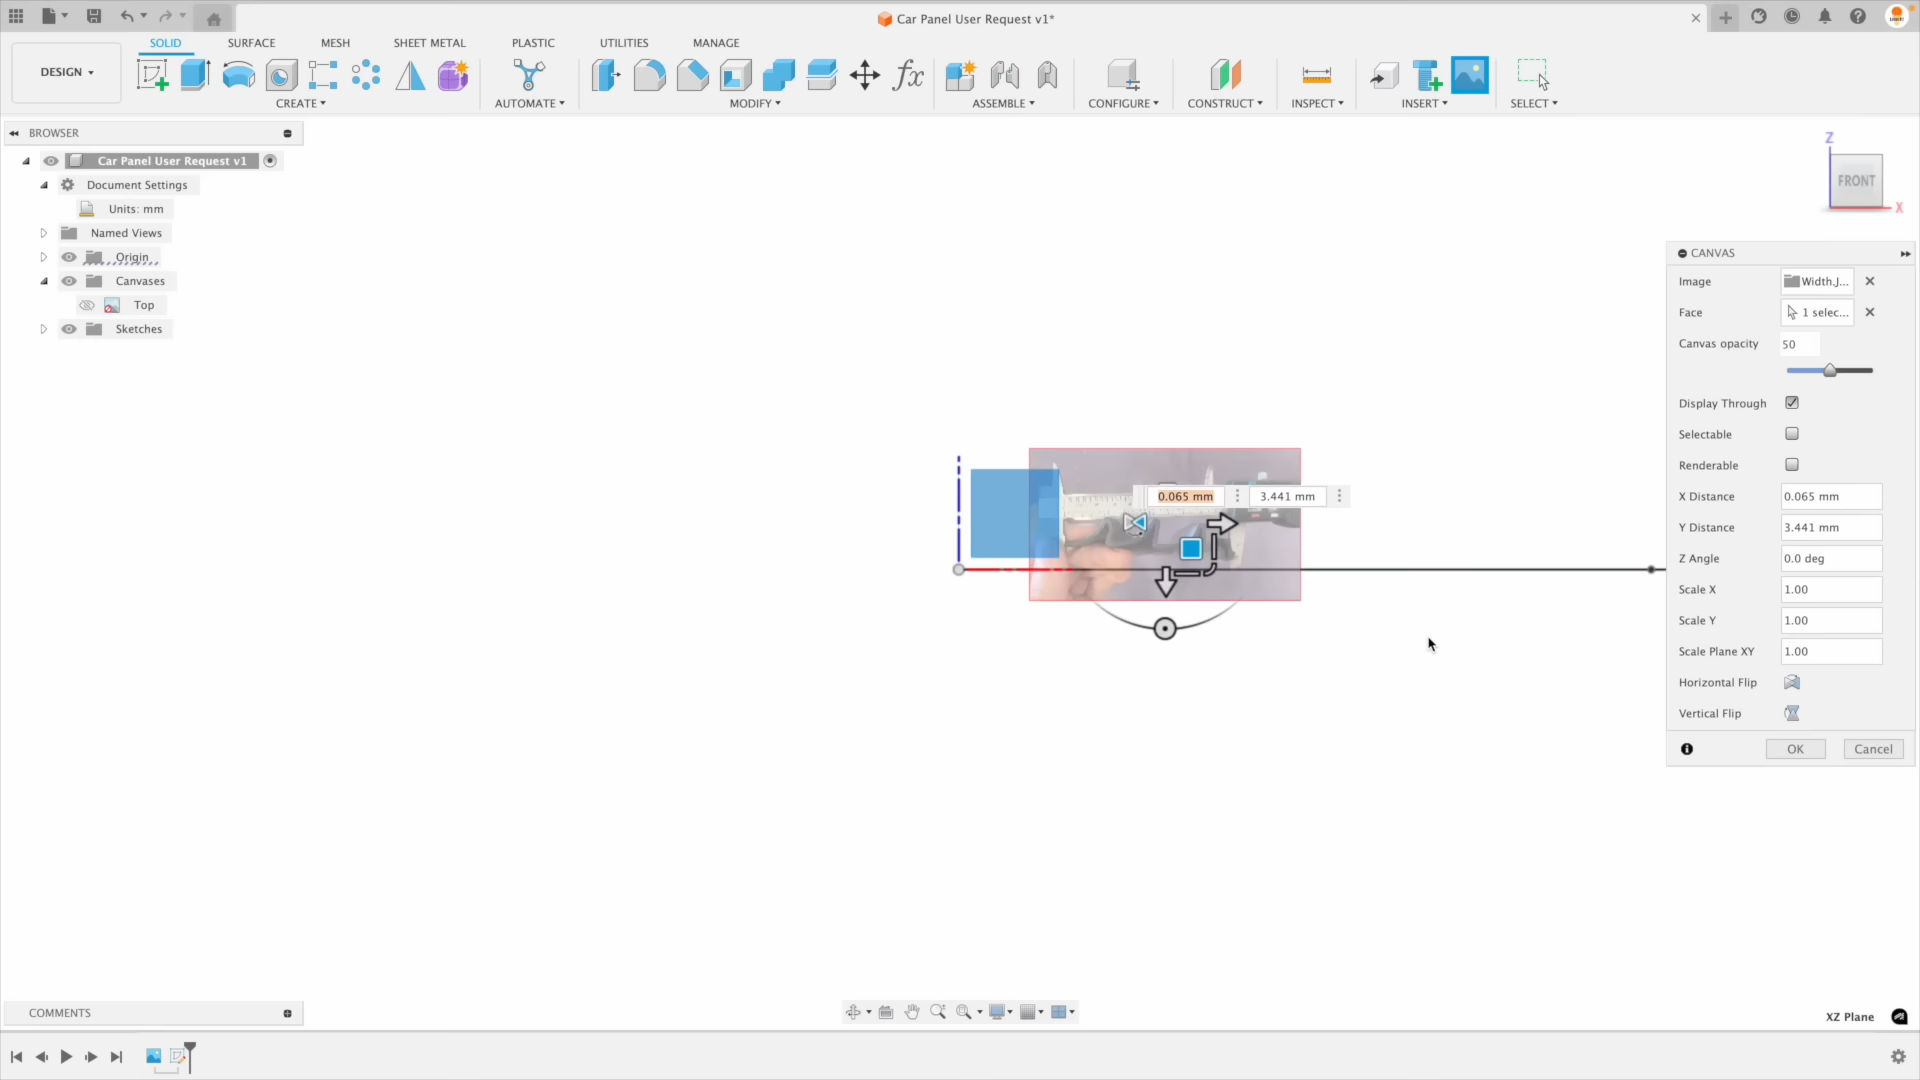 Car Panel User Request v1*
SOLID
SURFACE
MESH
SHEET METAL
PLASTIC
UTILITIES
MANAGE
DESIGN
CREATE
AUTOMATE
MODIFY
ASSEMBLE
CONFIGURE
CONSTRUCT
INSPECT
INSERT
SELECT
BROWSER
Car Panel User Request v1
Document Settings
Units: mm
Named Views
Origin
Canvases
Top
Sketches
Z
FRONT
X
CANVAS
Image Width.J...
Face 1 selec...
Canvas opacity 50
Display Through
Selectable
Renderable
X Distance 0.065 mm
Y Distance 3.441 mm
Z Angle 0.0 deg
Scale X 1.00
Scale Y 1.00
Scale Plane XY 1.00
Horizontal Flip
Vertical Flip
OK Cancel
0.065 mm 3.441 mm
COMMENTS
XZ Plane